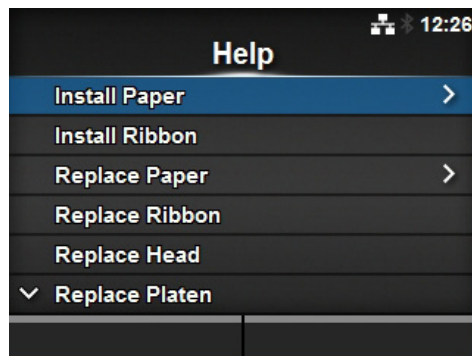 12:26
Help
Install Paper
Install Ribbon
Replace Paper
Replace Ribbon
Replace Head
Replace Platen